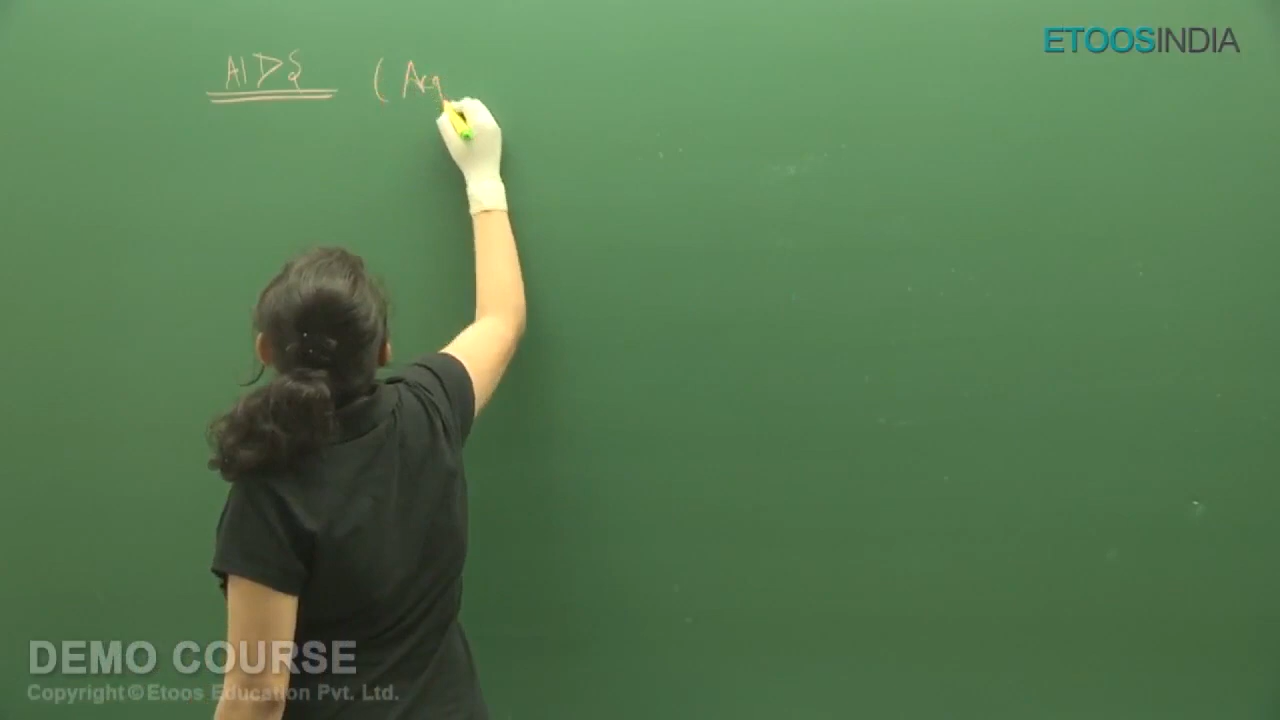 ETOOSINDIA
AIDS (Acq
DEMO COURSE
Copyright©Etoos Education Pvt. Ltd.